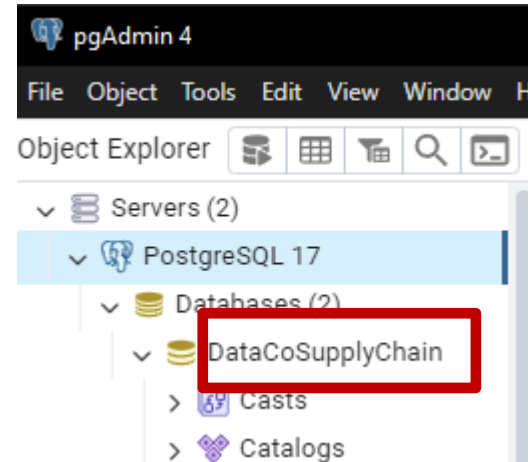 pgAdmin 4
File Object Tools Edit View Window H
Object Explorer
Servers (2)
PostgreSQL 17
Databases (2)
DataCoSupplyChain
Casts
Catalogs